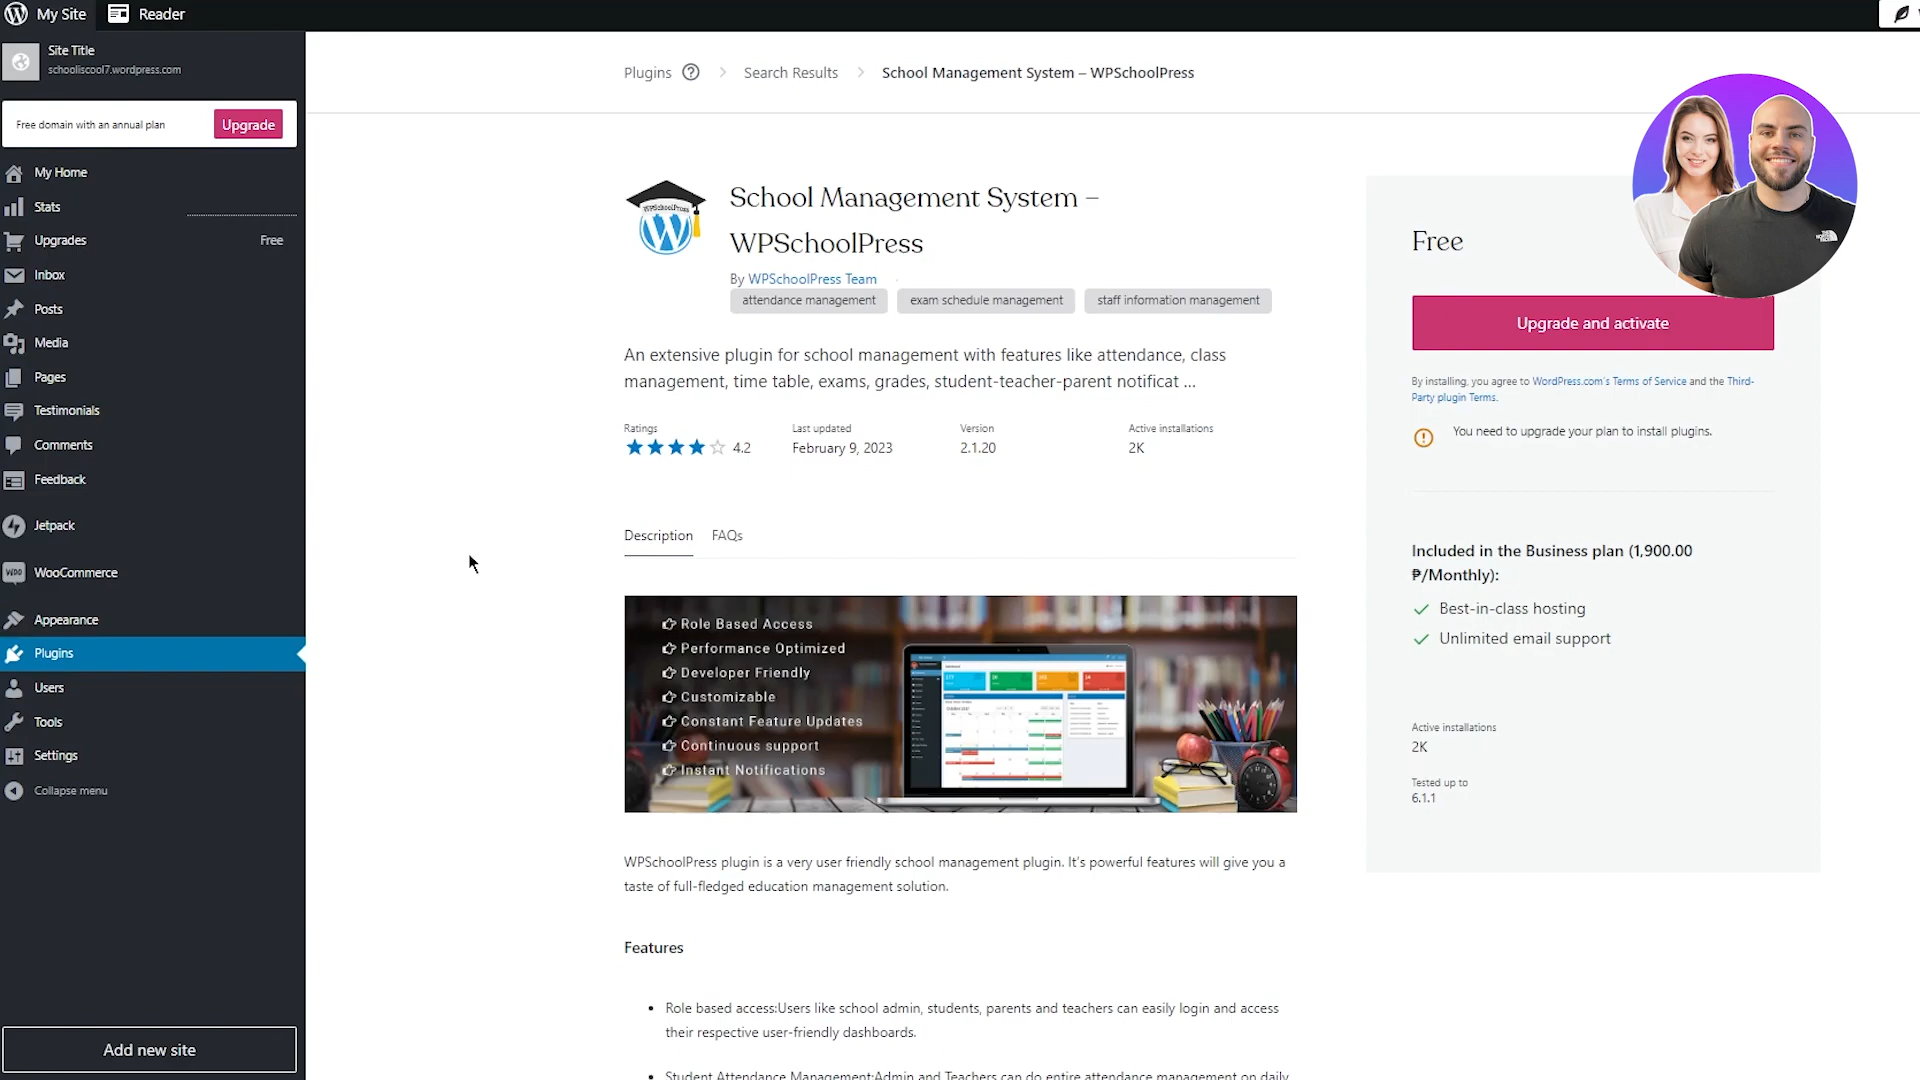 My Site
Reader
Site Title
schooliscool7.wordpress.com
Free domain with an annual plan
Upgrade
My Home
Stats
Upgrades
Free
Inbox
Posts
Media
Pages
Testimonials
Comments
Feedback
Jetpack
WooCommerce
Appearance
Plugins
Users
Tools
Settings
Collapse menu
Add new site
Plugins
Search Results
School Management System – WPSchoolPress
School Management System –
WPSchoolPress
By WPSchoolPress Team
attendance management
exam schedule management
staff information management
An extensive plugin for school management with features like attendance, class
management, time table, exams, grades, student-teacher-parent notificat ...
Ratings
4.2
Last updated
February 9, 2023
Version
2.1.20
Active installations
2K
Description
FAQs
Role Based Access
Performance Optimized
Developer Friendly
Customizable
Constant Feature Updates
Continuous support
Instant Notifications
WPSchoolPress plugin is a very user friendly school management plugin. It's powerful features will give you a
taste of full-fledged education management solution.
Features
Role based access:Users like school admin, students, parents and teachers can easily login and access
their respective user-friendly dashboards.
Student Attendance Management:Admin and Teachers can do entire attendance management on daily
Free
Upgrade and activate
By installing, you agree to WordPress.com's Terms of Service and the Third-
Party plugin Terms.
You need to upgrade your plan to install plugins.
Included in the Business plan (1,900.00
₱/Monthly):
Best-in-class hosting
Unlimited email support
Active installations
2K
Tested up to
6.1.1